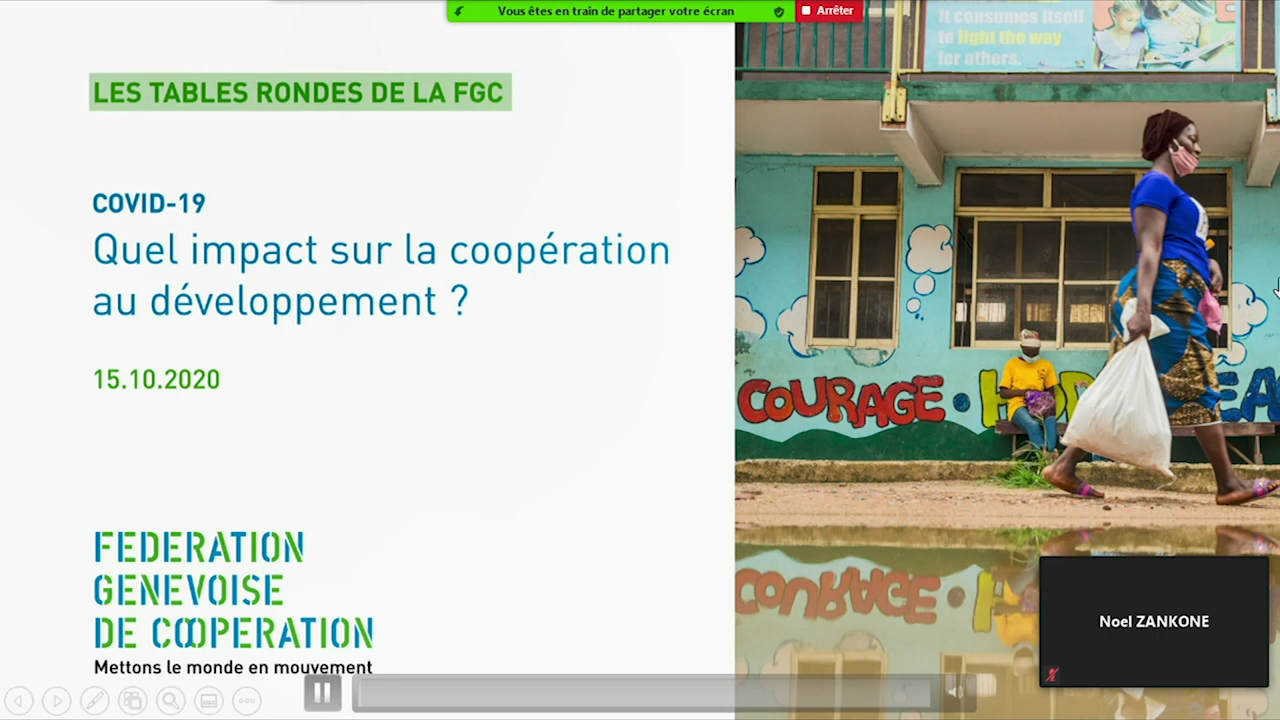 Vous êtes en train de partager votre écran
Arrêter
It consumes itself
to light the way
for others.
LES TABLES RONDES DE LA FGC
COVID-19
Quel impact sur la coopération
au développement ?
15.10.2020
COURAGE
FEDERATION
GENEVOISE
DE COOPERATION
Mettons le monde en mouvement
COURAGE
Noel ZANKONE